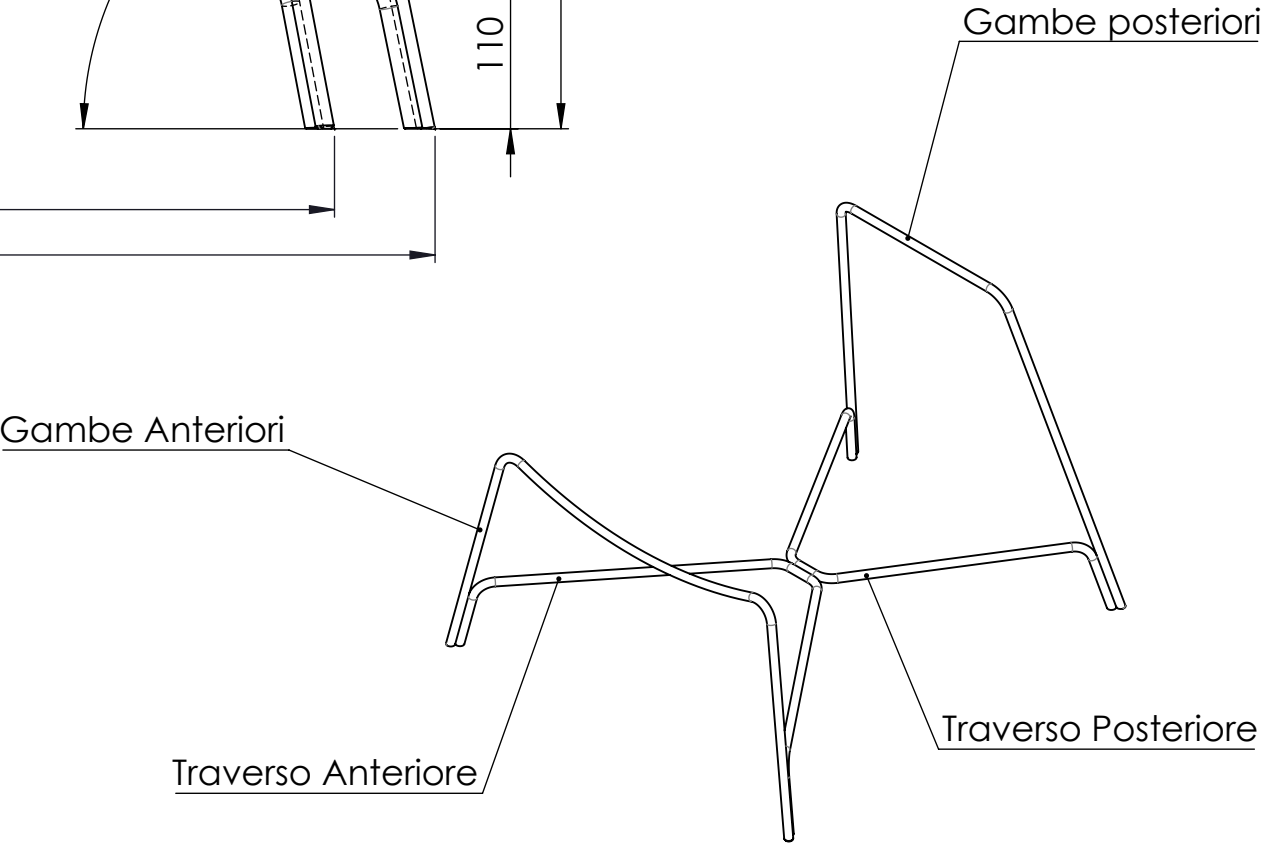 Gambe posteriori
110
Gambe Anteriori
Traverso Posteriore
Traverso Anteriore